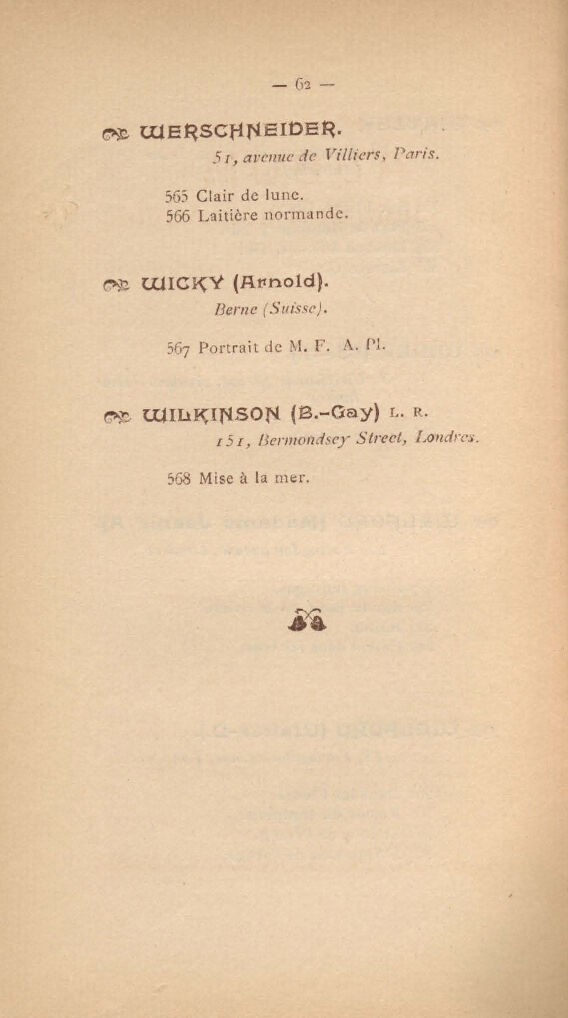 — 62 —
WERSCHNEIDER.
51, avenue de Villiers, Paris.
565 Clair de lune.
566 Laitière normande.
WICKY (Arnold).
Berne (Suisse).
567 Portrait de M. F. A. Pl.
WILKINSON (B.-Gay) L. R.
151, Bermondsey Street, Londres.
568 Mise à la mer.